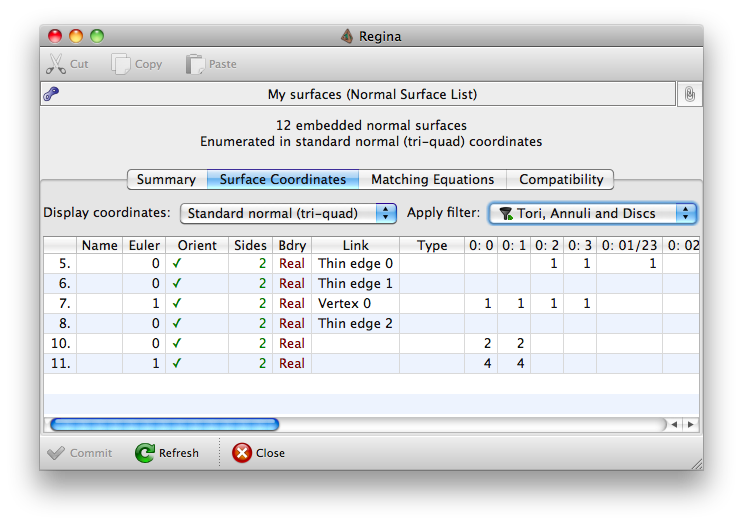 Regina
Cut Copy Paste
My surfaces (Normal Surface List)
12 embedded normal surfaces
Enumerated in standard normal (tri-quad) coordinates
Summary Surface Coordinates Matching Equations Compatibility
Display coordinates: Standard normal (tri-quad) Apply filter: Tori, Annuli and Discs
Name Euler Orient Sides Bdry Link Type 0: 0 0: 1 0: 2 0: 3 0: 01/23 0: 02
5. 0 ✓ 2 Real Thin edge 0 1 1 1
6. 0 ✓ 2 Real Thin edge 1
7. 1 ✓ 2 Real Vertex 0 1 1 1 1
8. 0 ✓ 2 Real Thin edge 2
10. 0 ✓ 2 Real 2 2
11. 1 ✓ 2 Real 4 4
Commit Refresh Close